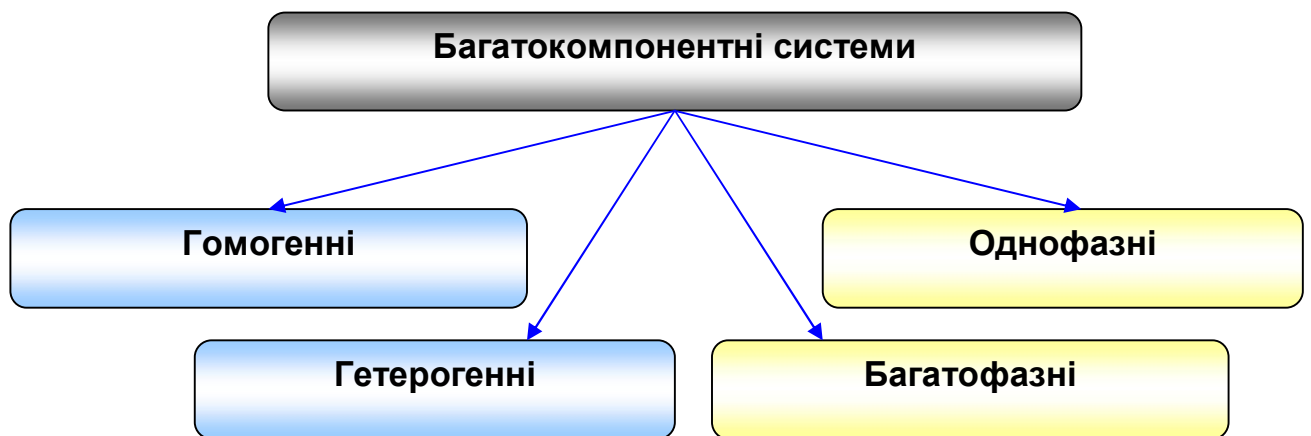 Багатокомпонентні системи
Гомогенні
Однофазні
Гетерогенні
Багатофазні